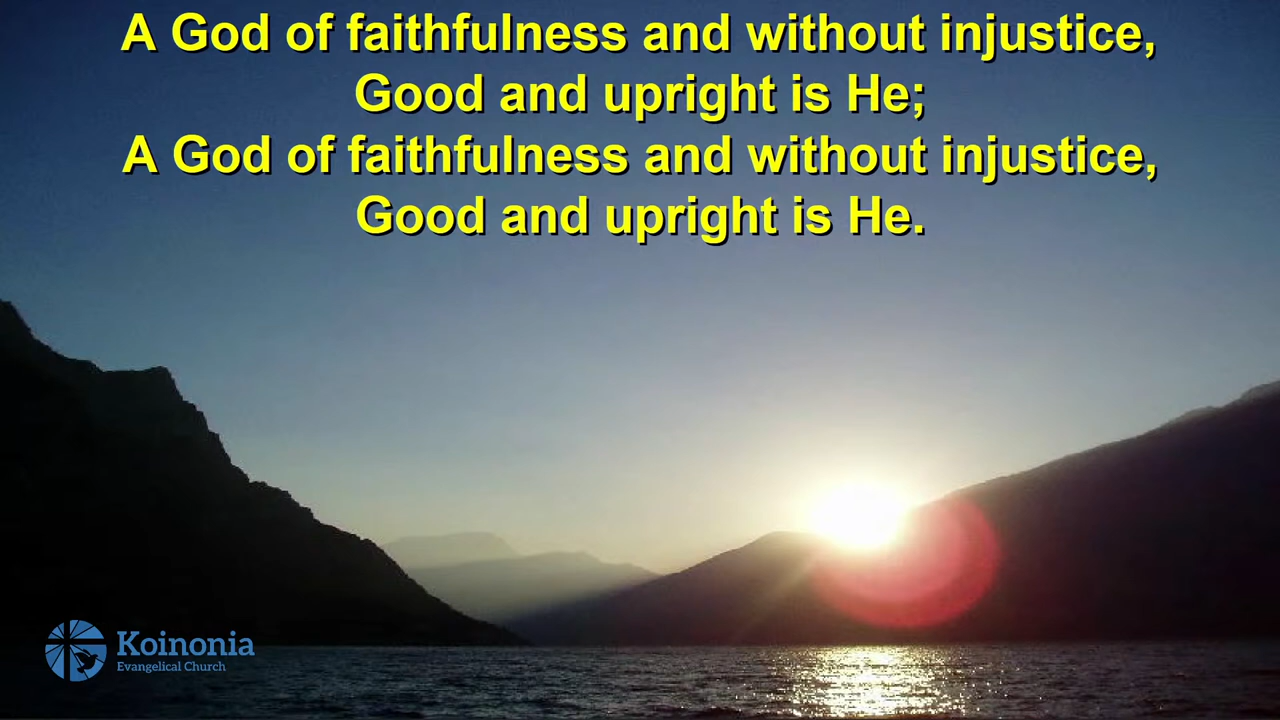 A God of faithfulness and without injustice,
Good and upright is He;
A God of faithfulness and without injustice,
Good and upright is He.
Koinonia
Evangelical Church